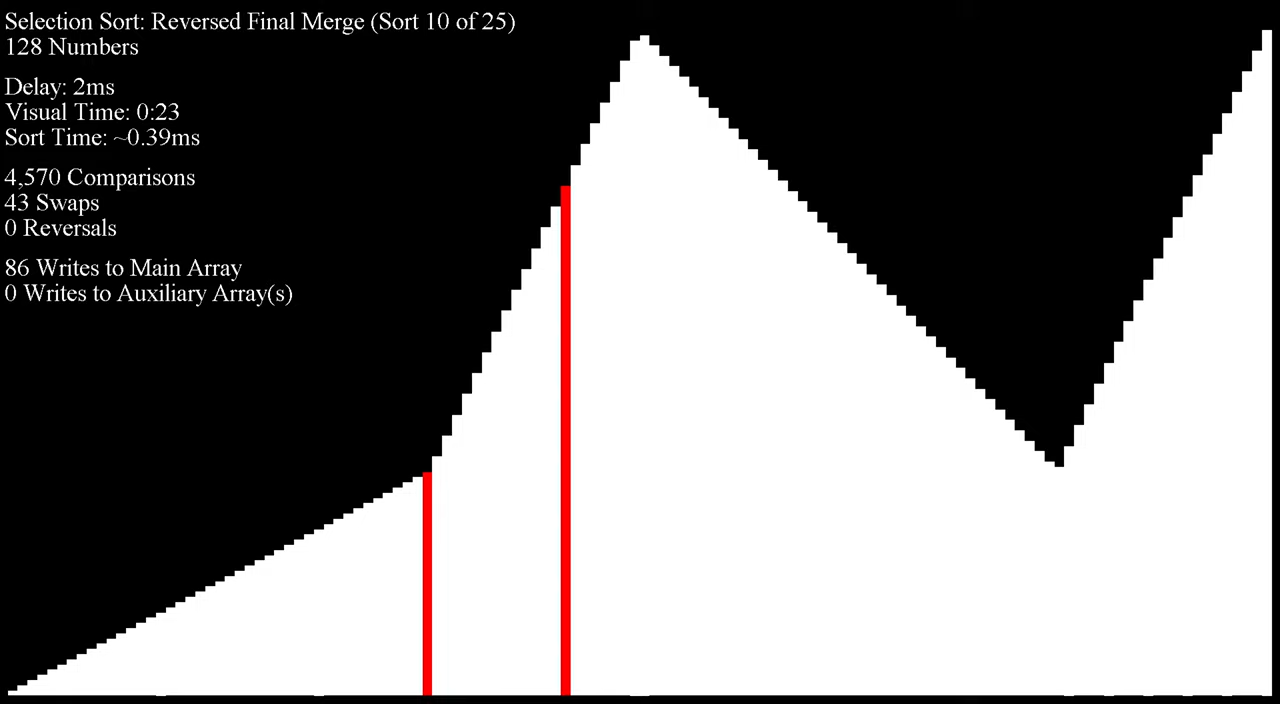 Selection Sort: Reversed Final Merge (Sort 10 of 25)
128 Numbers
Delay: 2ms
Visual Time: 0:23
Sort Time: ~0.39ms
4,570 Comparisons
43 Swaps
0 Reversals
86 Writes to Main Array
0 Writes to Auxiliary Array(s)